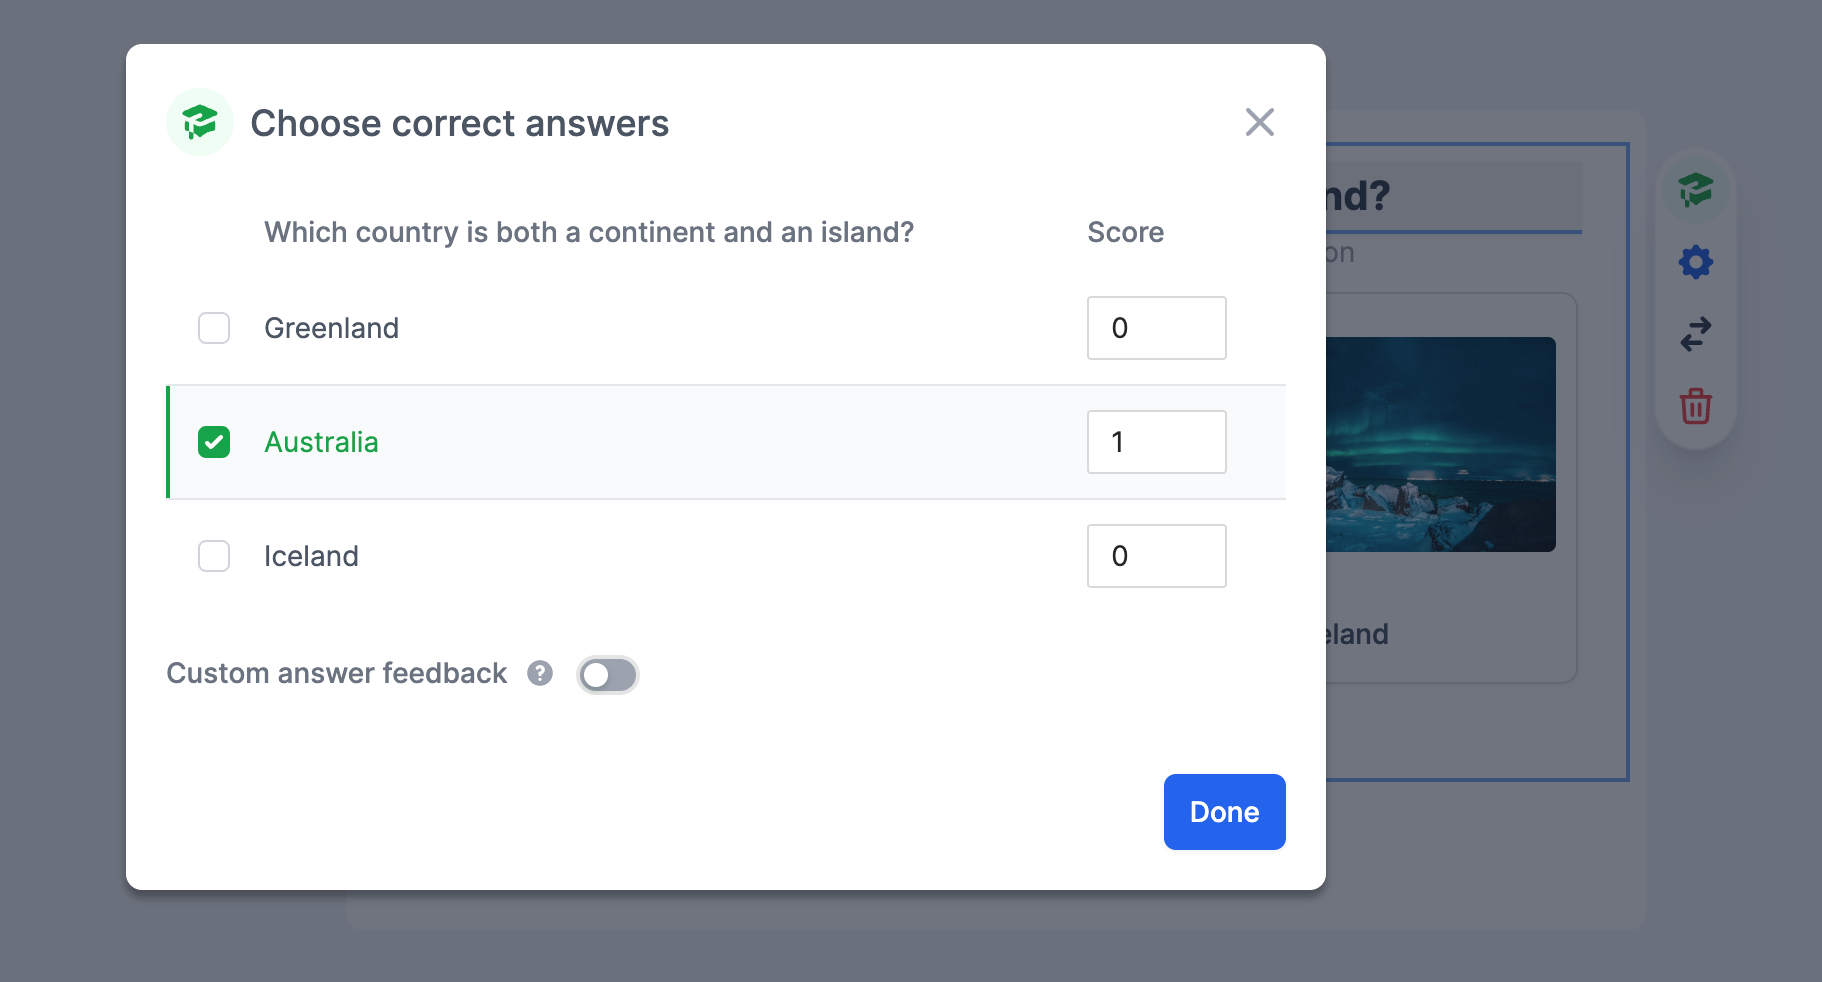 Choose correct answers
Which country is both a continent and an island?
Score
Greenland
0
Australia
1
Iceland
0
Custom answer feedback ?
Done
nd?
on
eland